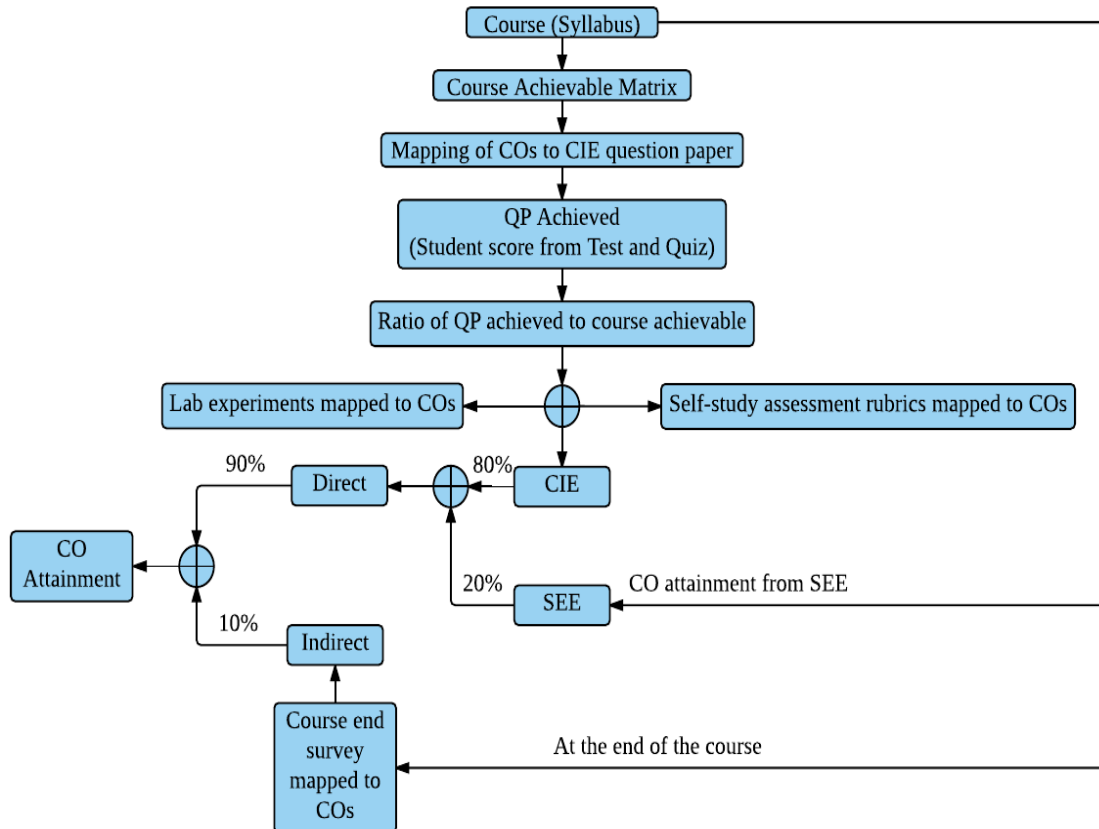 Course (Syllabus)
Course Achievable Matrix
Mapping of COs to CIE question paper
QP Achieved
(Student score from Test and Quiz)
Ratio of QP achieved to course achievable
Lab experiments mapped to COs
Self-study assessment rubrics mapped to COs
90%
Direct
80%
CIE
CO
Attainment
20%
SEE
CO attainment from SEE
10%
Indirect
Course end
survey
mapped to
COs
At the end of the course